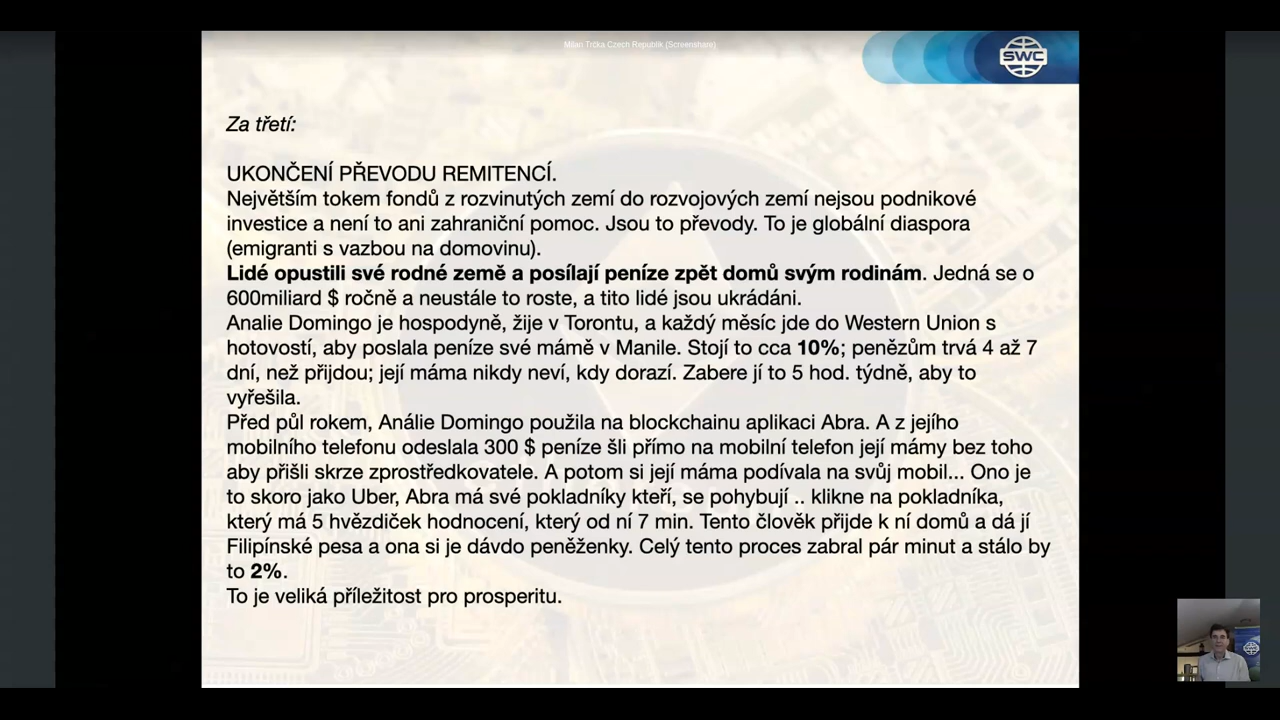 Milan Trčka Czech Republik (Screenshare)
SWC
Za třetí:
UKONČENÍ PŘEVODU REMITENCÍ.
Největším tokem fondů z rozvinutých zemí do rozvojových zemí nejsou podnikové
investice a není to ani zahraniční pomoc. Jsou to převody. To je globální diaspora
(emigranti s vazbou na domovinu).
Lidé opustili své rodné země a posílají peníze zpět domů svým rodinám. Jedná se o
600miliard $ ročně a neustále to roste, a tito lidé jsou ukrádáni.
Analie Domingo je hospodyně, žije v Torontu, a každý měsíc jde do Western Union s
hotovostí, aby poslala peníze své mámě v Manile. Stojí to cca 10%; penězům trvá 4 až 7
dní, než přijdou; její máma nikdy neví, kdy dorazí. Zabere jí to 5 hod. týdně, aby to
vyřešila.
Před půl rokem, Análie Domingo použila na blockchainu aplikaci Abra. A z jejího
mobilního telefonu odeslala 300 $ peníze šli přímo na mobilní telefon její mámy bez toho
aby přišli skrze zprostředkovatele. A potom si její máma podívala na svůj mobil... Ono je
to skoro jako Uber, Abra má své pokladníky kteří, se pohybují .. klikne na pokladníka,
který má 5 hvězdiček hodnocení, který od ní 7 min. Tento člověk přijde k ní domů a dá jí
Filipínské pesa a ona si je dávdo peněženky. Celý tento proces zabral pár minut a stálo by
to 2%.
To je veliká příležitost pro prosperitu.